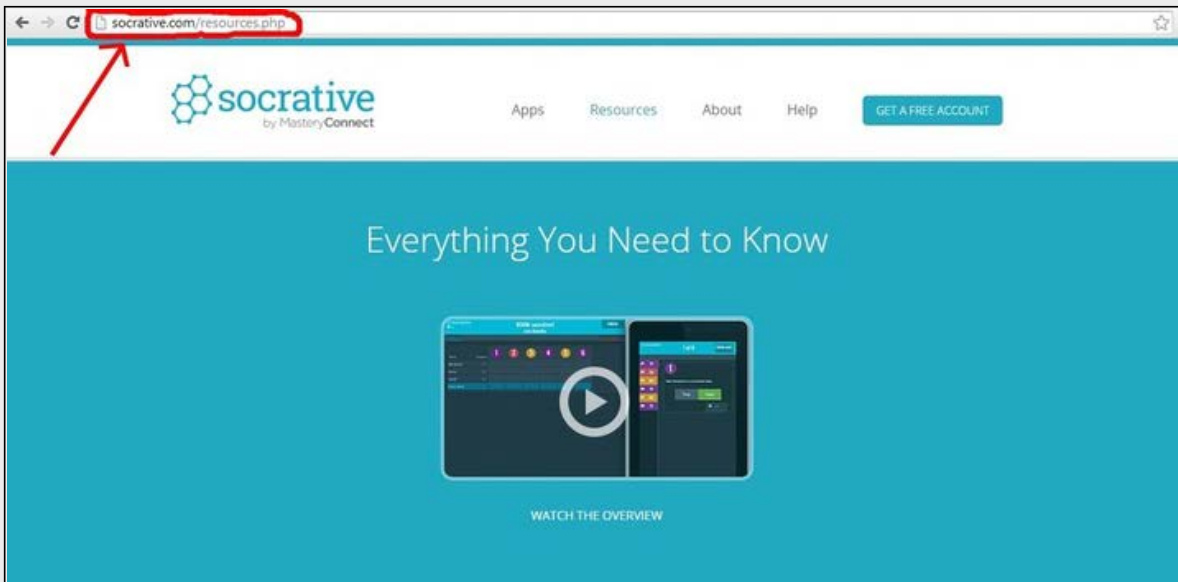 socrative.com/resources.php
socrative
by MasteryConnect
Apps Resources About Help GET A FREE ACCOUNT
Everything You Need to Know
WATCH THE OVERVIEW